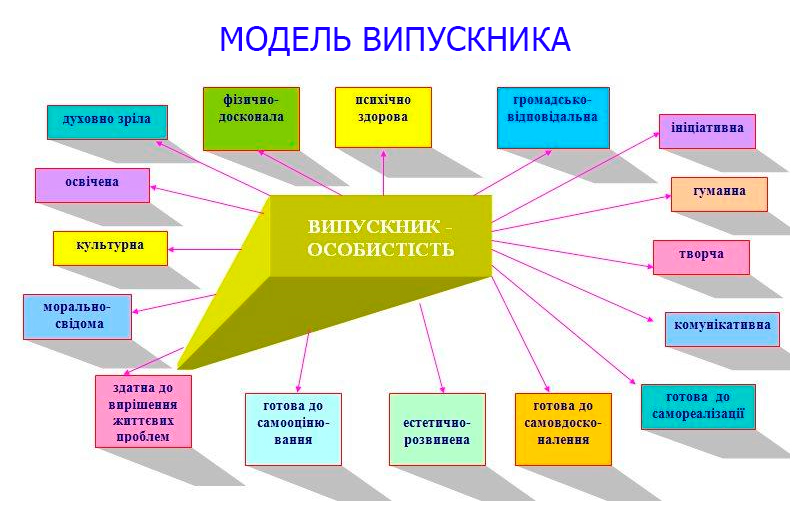 МОДЕЛЬ ВИПУСКНИКА
духовно зріла
фізично-
досконала
психічно
здорова
громадсько-
відповідальна
ініціативна
освічена
гуманна
культурна
ВИПУСКНИК -
ОСОБИСТІСТЬ
творча
морально-
свідома
комунікативна
здатна до
вирішення
життєвих
проблем
готова до
самооціню-
вання
естетично-
розвинена
готова до
самовдоско-
налення
готова до
самореалізації